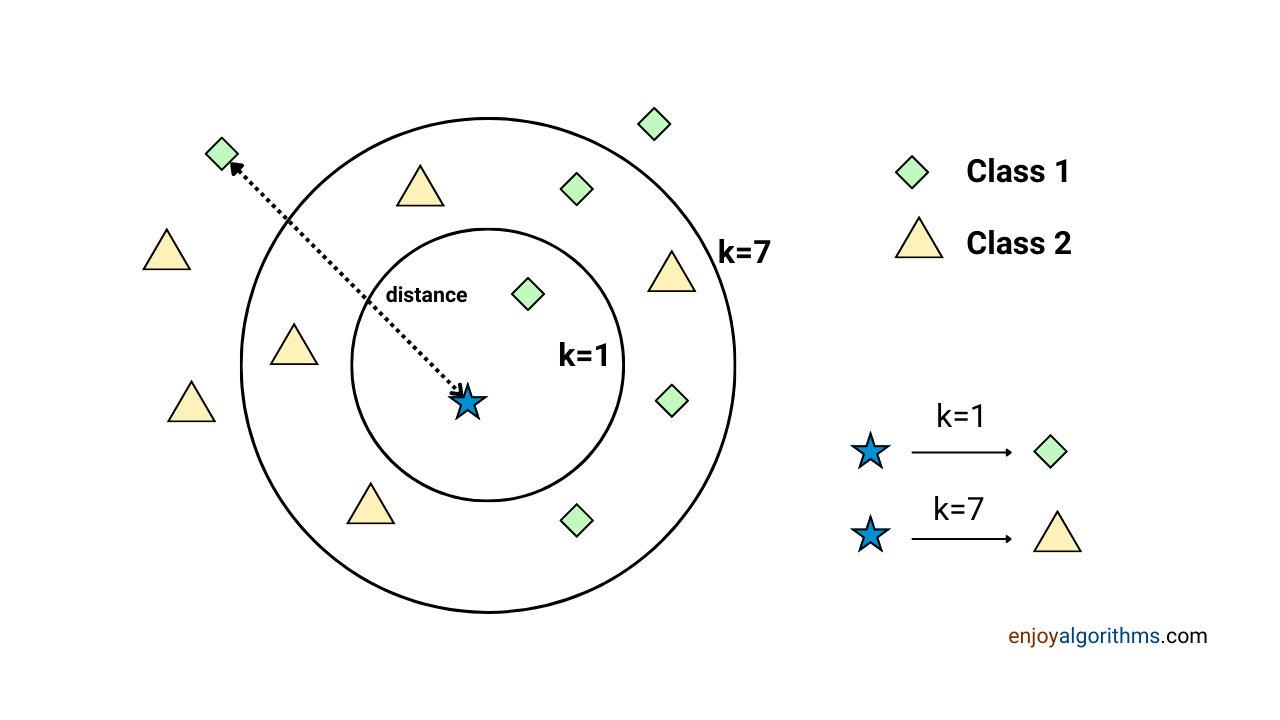 Class 1
Class 2
k=7
distance
k=1
k=1
k=7
enjoyalgorithms.com